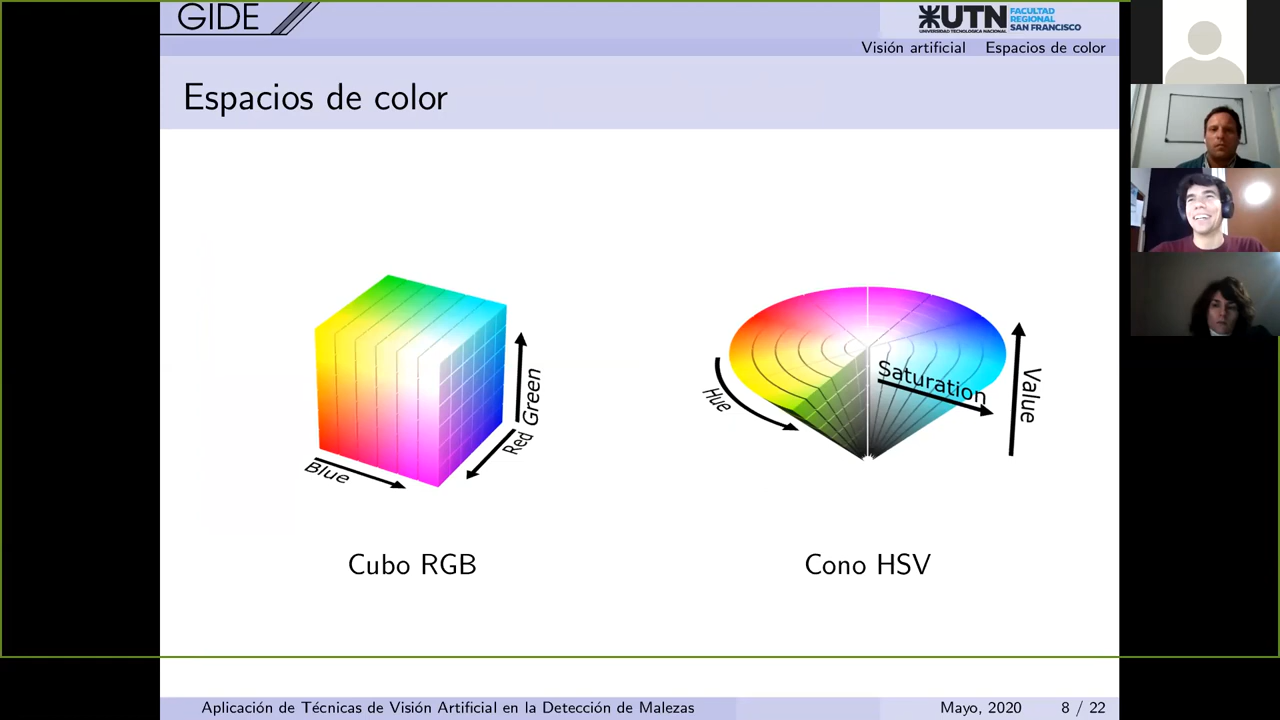 GIDE
UTN
UNIVERSIDAD TECNOLÓGICA NACIONAL
FACULTAD
REGIONAL
SAN FRANCISCO
Visión artificial Espacios de color
Espacios de color
Blue
Red
Green
Hue
Saturation
Value
Cubo RGB
Cono HSV
Aplicación de Técnicas de Visión Artificial en la Detección de Malezas Mayo, 2020 8 / 22